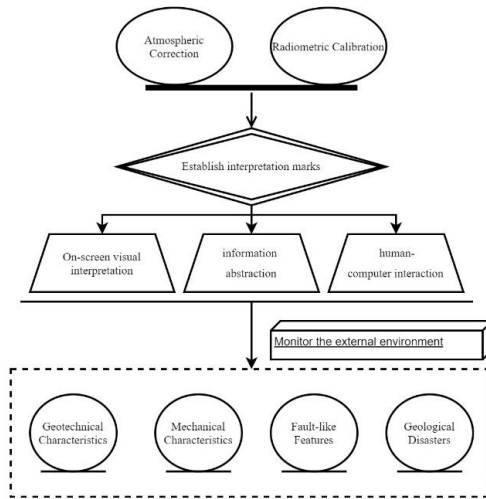 Atmospheric
Correction
Radiometric Calibration
Establish interpretation marks
On-screen visual
interpretation
information
abstraction
human-
computer interaction
Monitor the external environment
Geotechnical
Characteristics
Mechanical
Characteristics
Fault-like
Features
Geological
Disasters